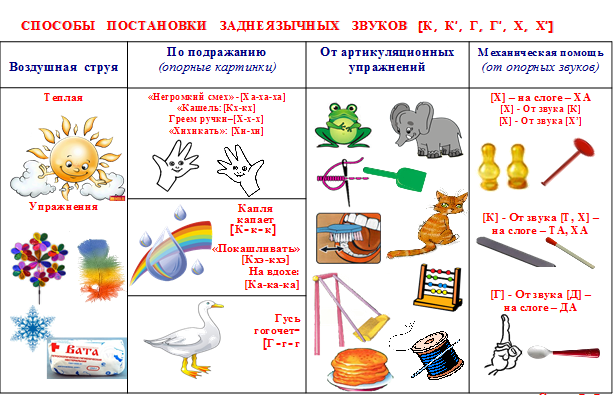 СПОСОБЫ ПОСТАНОВКИ ЗАДНЕЯЗЫЧНЫХ ЗВУКОВ [К, К', Г, Г', Х, Х']
Воздушная струя
По подражанию
(опорные картинки)
От артикуляционных
упражнений
Механическая помощь
(от опорных звуков)
Теплая
Упражнения
Вата
«Негромкий смех» - [Ха-ха-ха]
«Кашель: [Кх-кх]
Греем ручки–[Х-х-х]
«Хихикать»: [Хи-хи]
Капля
капает
[К - к - к]
«Покашливать»
[Кхэ-кхэ]
На вдохе:
[Ка-ка-ка]
Гусь
гогочет=
[Г - г - г
[Х] – на слоге – ХА
[Х] - От звука [К]
[Х] - От звука [Х']
[К] - От звука [Т, Х] –
на слоге – ТА, ХА
[Г] - От звука [Д] –
на слоге – ДА